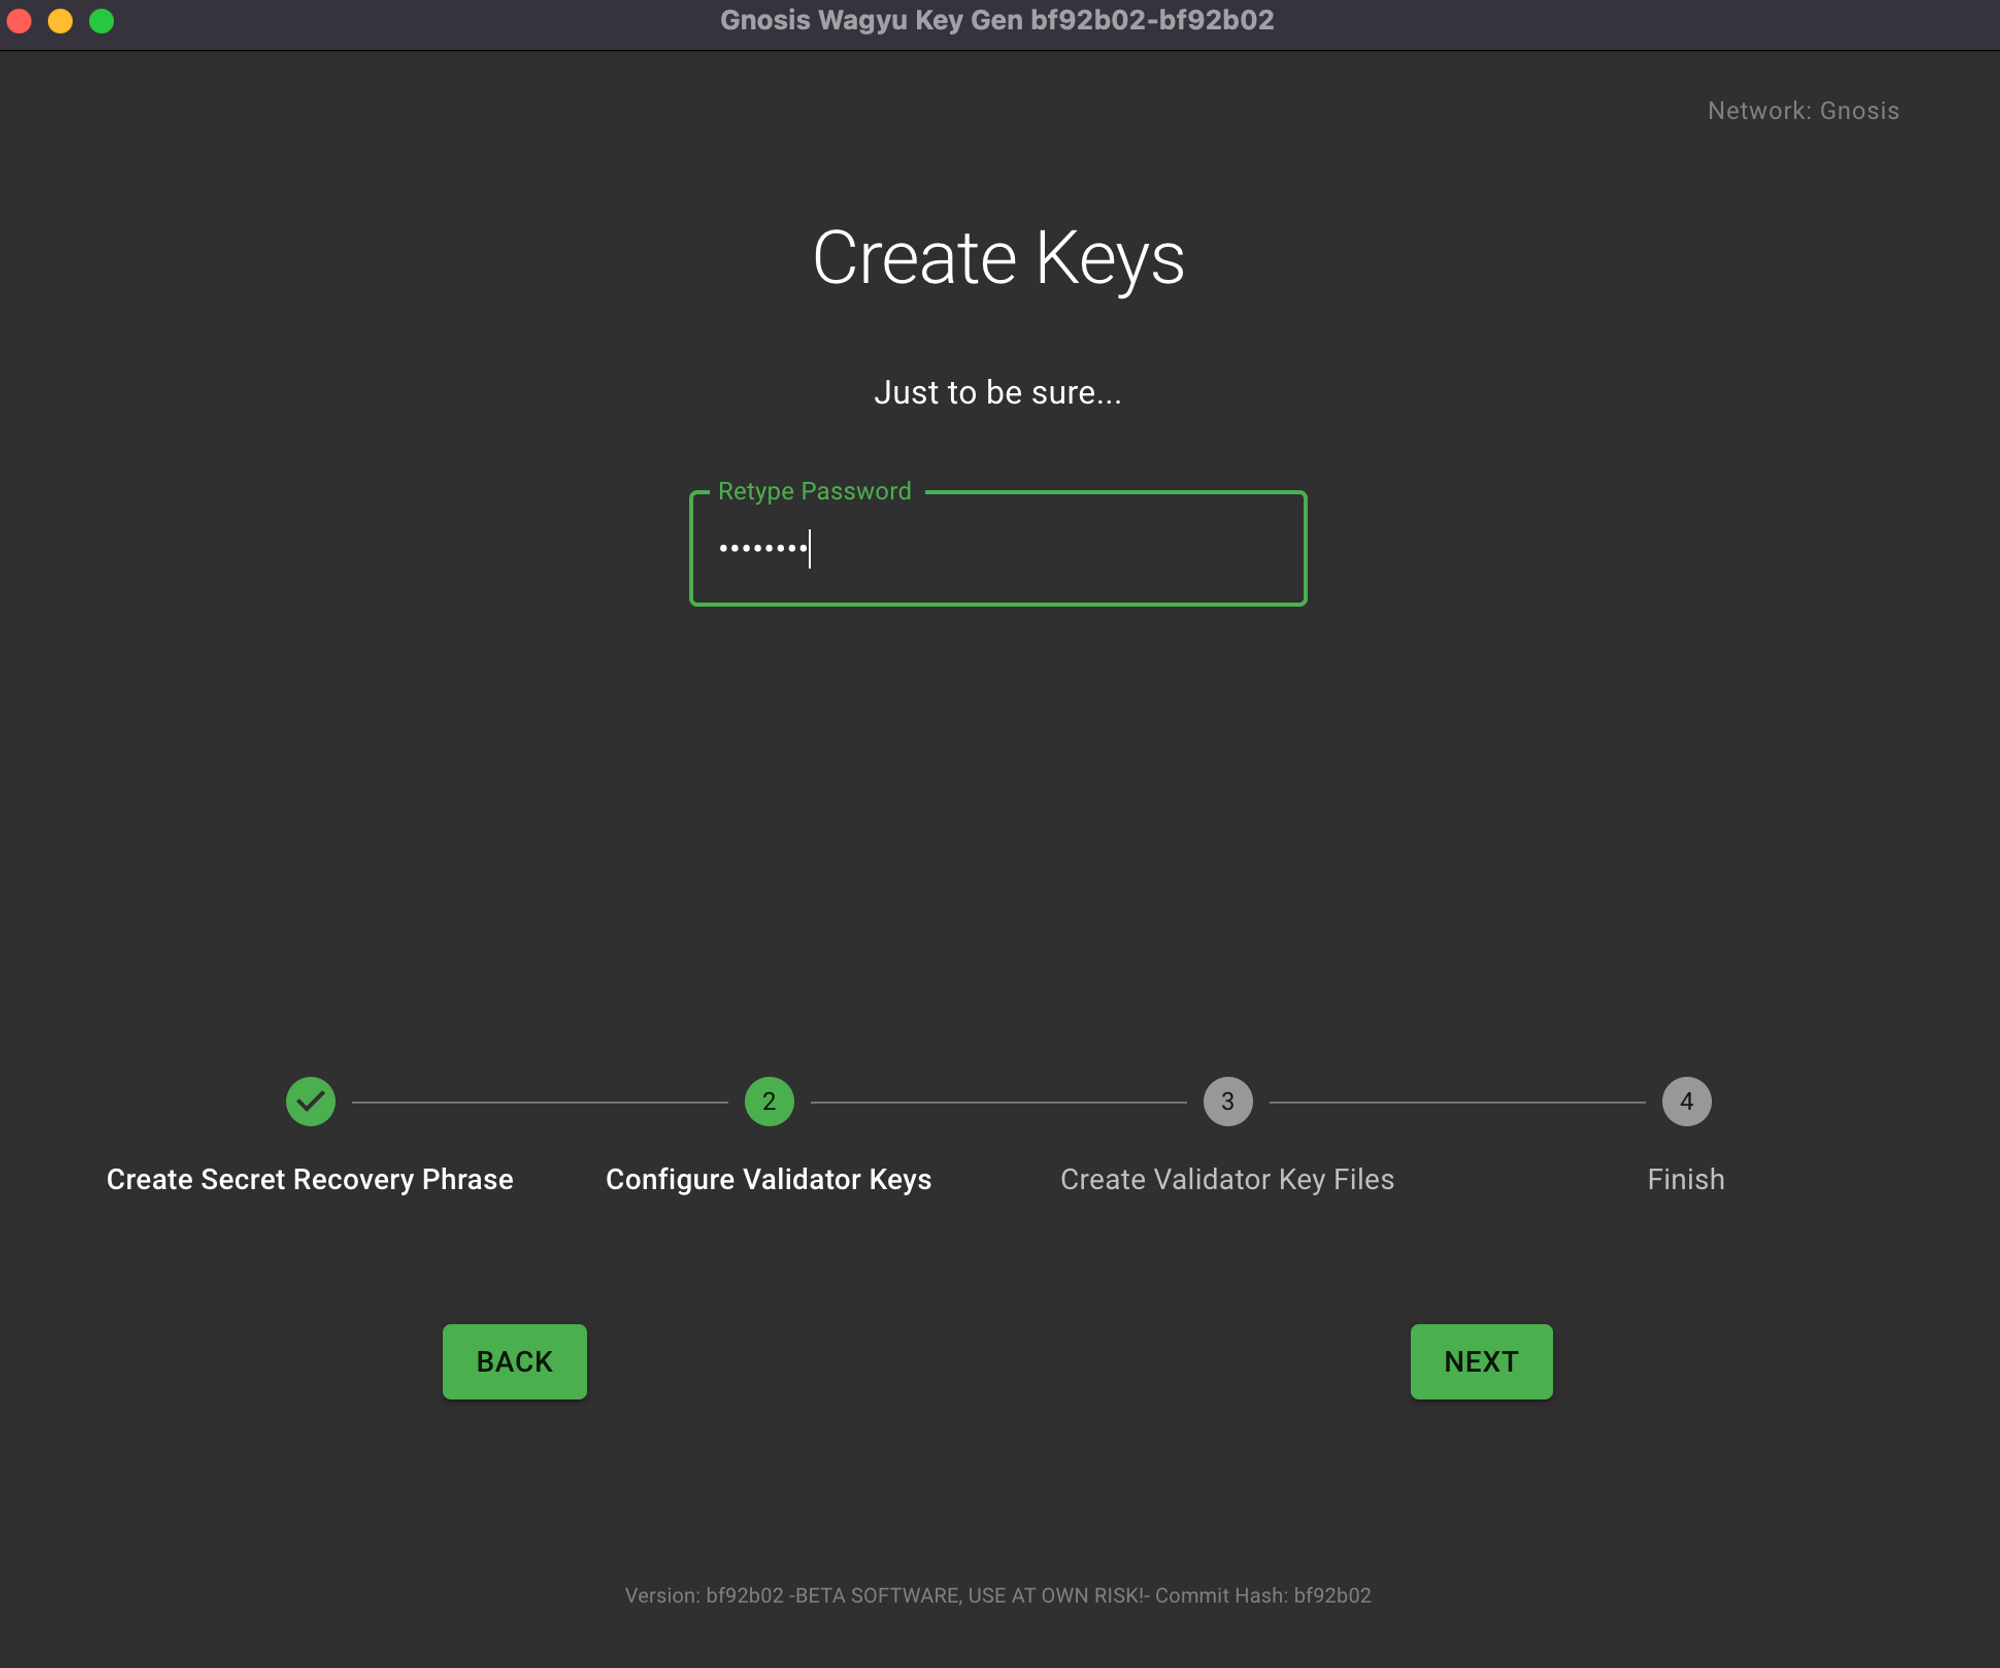 Gnosis Wagyu Key Gen bf92b02-bf92b02
Network: Gnosis
Create Keys
Just to be sure...
Retype Password
••••••••
2
3
4
Create Secret Recovery Phrase
Configure Validator Keys
Create Validator Key Files
Finish
BACK
NEXT
Version: bf92b02 -BETA SOFTWARE, USE AT OWN RISK!- Commit Hash: bf92b02